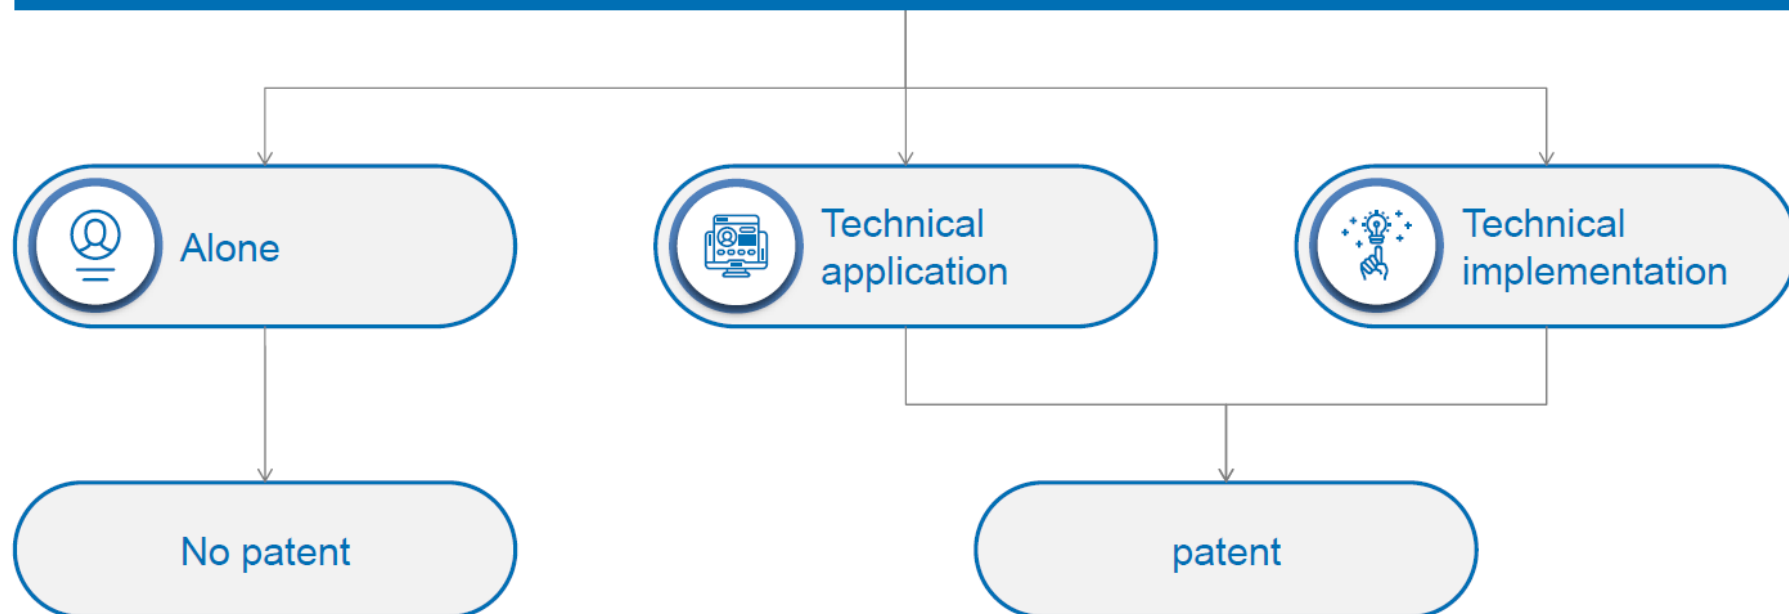 Alone
Technical
application
Technical
implementation
No patent
patent